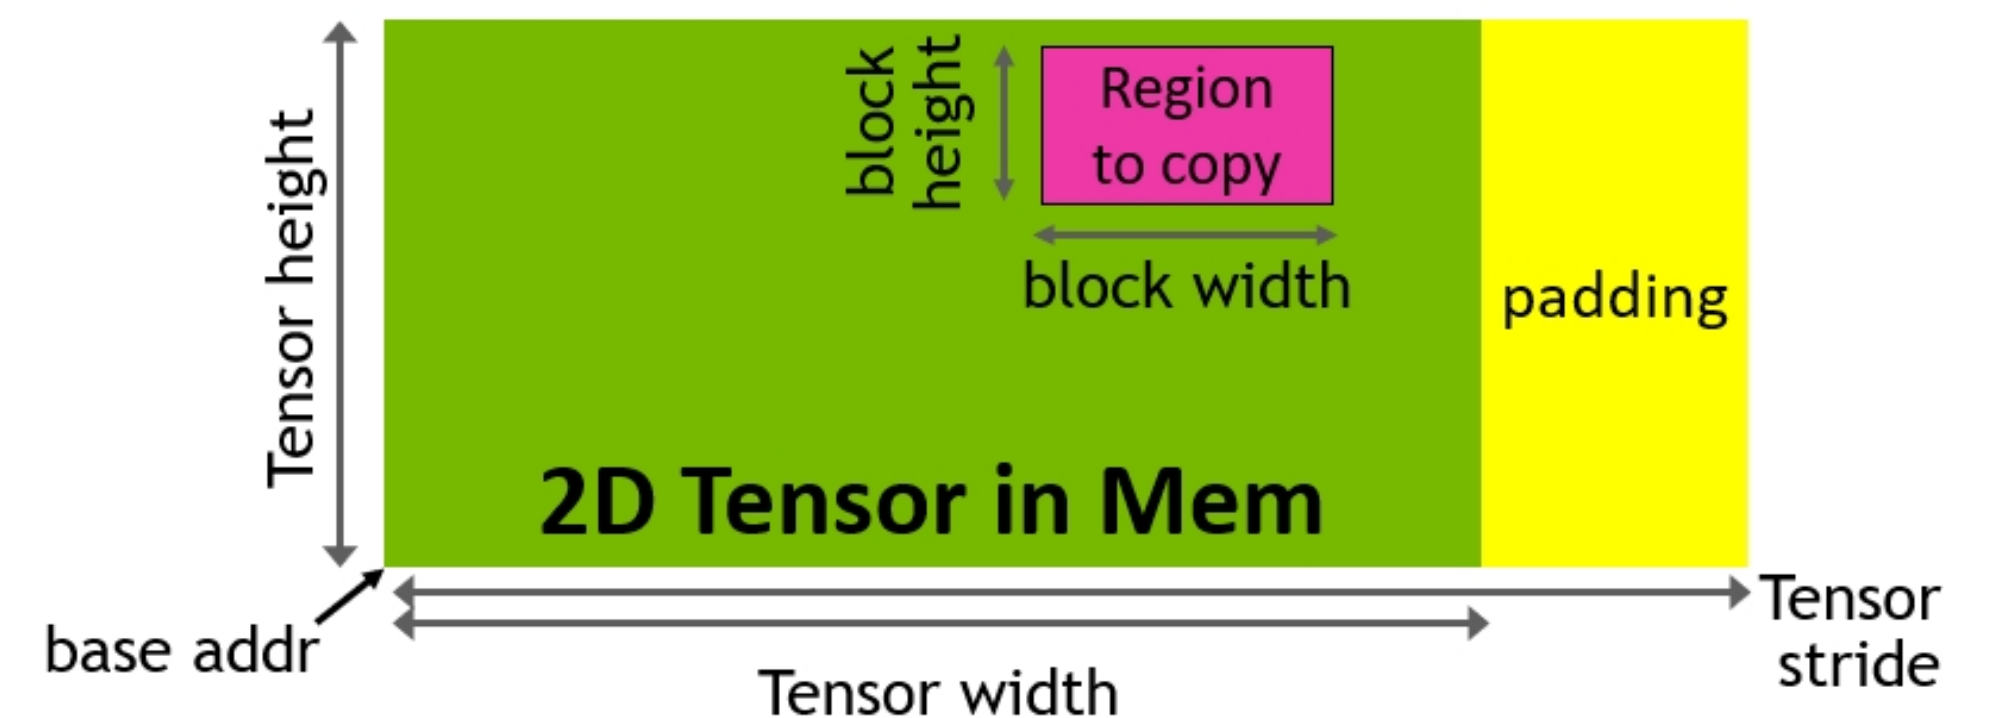 Tensor height
block
height
Region
to copy
block width
padding
2D Tensor in Mem
base addr
Tensor width
Tensor
stride